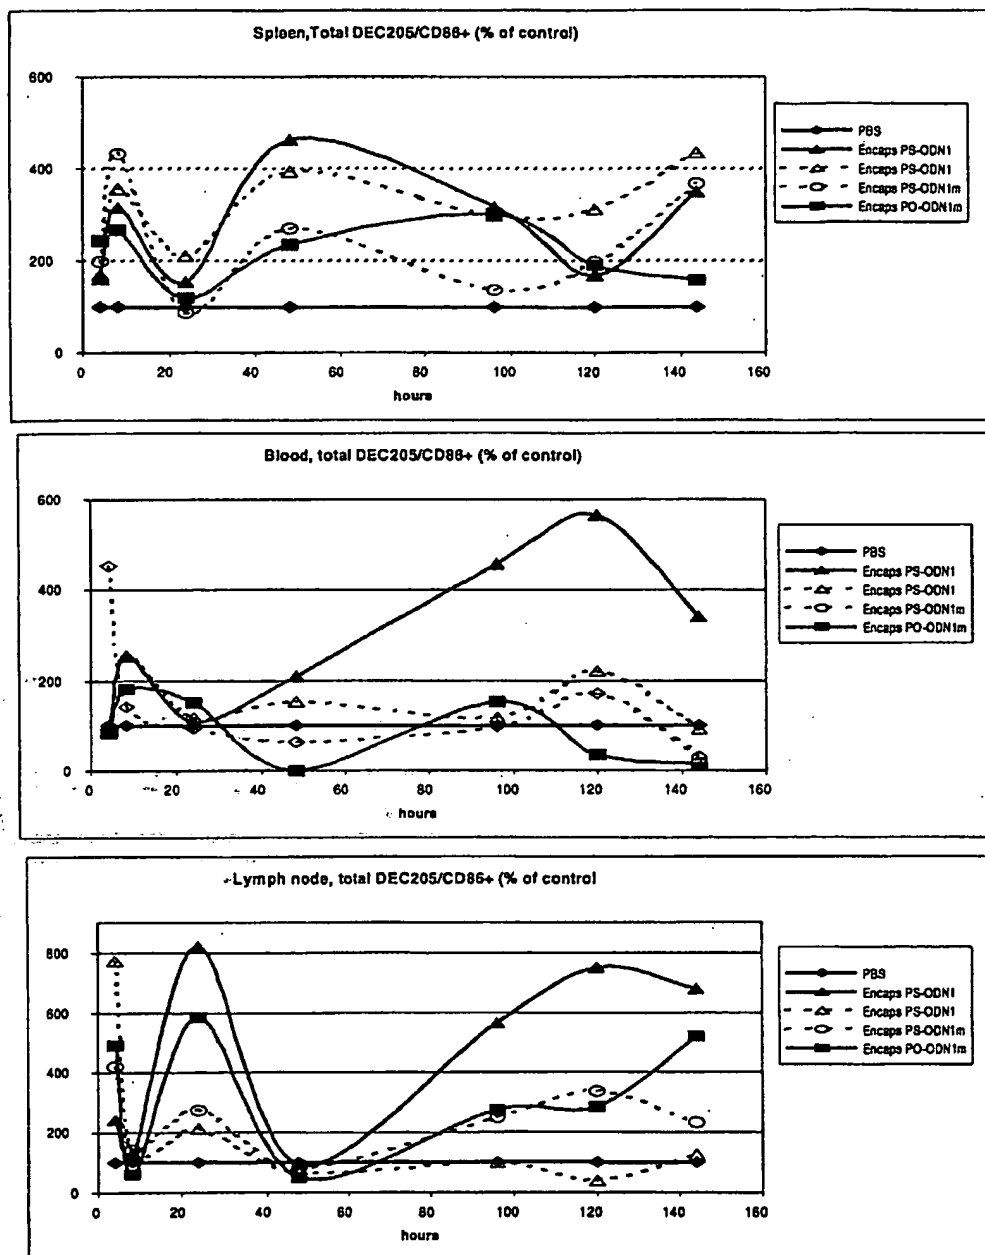 Spleen,Total DEC205/CD86+ (% of control)
600
400
200
0
0 20 40 60 80 100 120 140 160
hours
PBS
Encaps PS-ODN1
Encaps PS-ODN1
Encaps PS-ODN1m
Encaps PO-ODN1m
Blood, total DEC205/CD86+ (% of control)
600
400
200
0
0 20 40 60 80 100 120 140 160
hours
PBS
Encaps PS-ODN1
Encaps PS-ODN1
Encaps PS-ODN1m
Encaps PO-ODN1m
Lymph node, total DEC205/CD86+ (% of control
800
600
400
200
0
0 20 40 60 80 100 120 140 160
hours
PBS
Encaps PS-ODN1
Encaps PS-ODN1
Encaps PS-ODN1m
Encaps PO-ODN1m